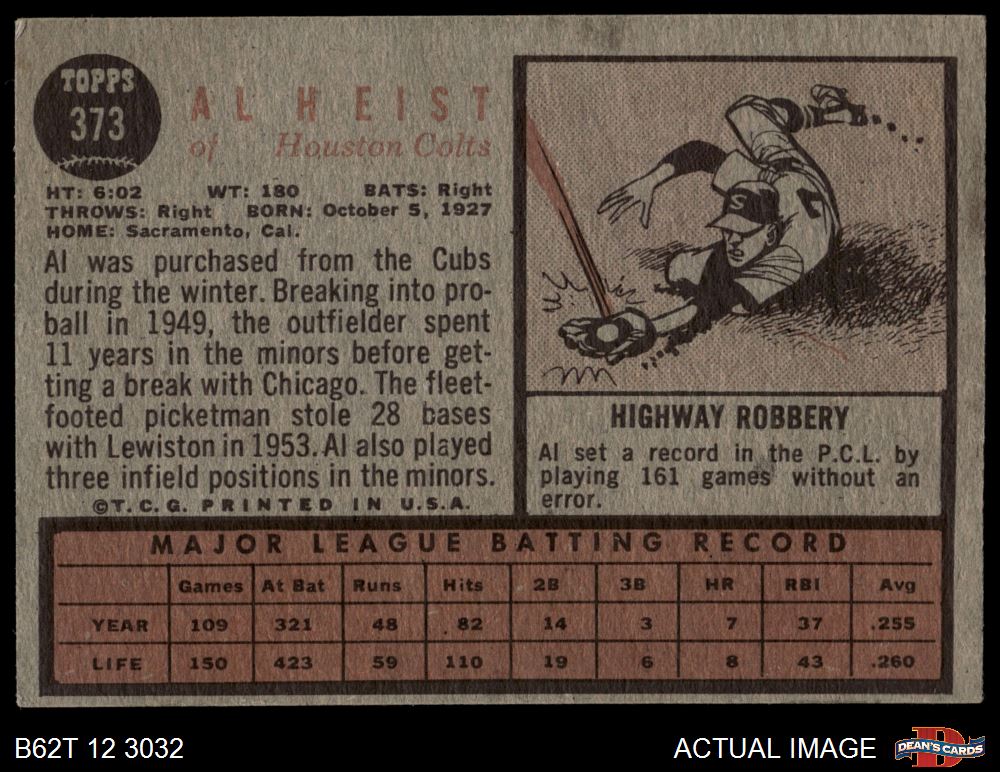 TOPPS
373
AL HEIST
of Houston Colts
HT: 6:02 WT: 180 BATS: Right
THROWS: Right BORN: October 5, 1927
HOME: Sacramento, Cal.
Al was purchased from the Cubs
during the winter. Breaking into pro-
ball in 1949, the outfielder spent
11 years in the minors before get-
ting a break with Chicago. The fleet-
footed picketman stole 28 bases
with Lewiston in 1953. Al also played
three infield positions in the minors.
©T.C.G. PRINTED IN U.S.A.
S
HIGHWAY ROBBERY
Al set a record in the P.C.L. by
playing 161 games without an
error.
MAJOR LEAGUE BATTING RECORD
Games At Bat Runs Hits 2B 3B HR RBI Avg
YEAR 109 321 48 82 14 3 7 37 .255
LIFE 150 423 59 110 19 6 8 43 .260
B62T 12 3032
ACTUAL IMAGE
D
DEAN'S CARDS